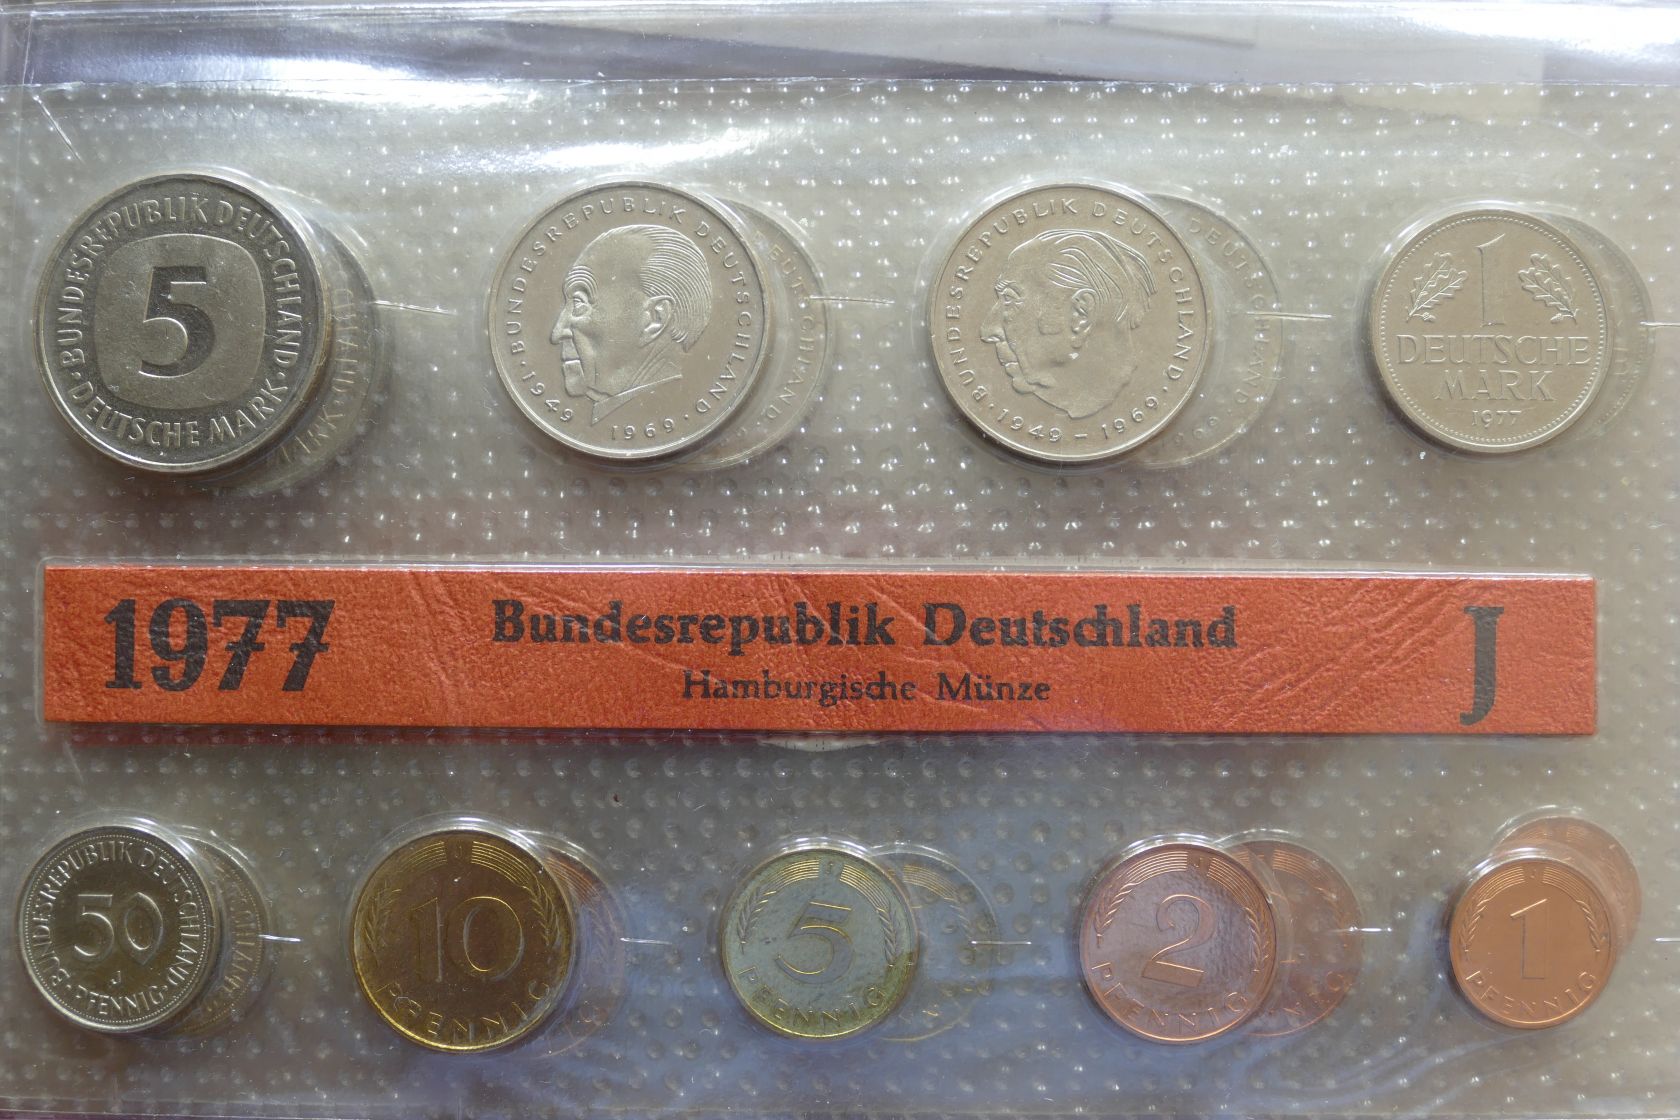 BUNDESREPUBLIK DEUTSCHLAND
5
DEUTSCHE MARK
BUNDESREPUBLIK DEUTSCHLAND
1949 1969
BUNDESREPUBLIK DEUTSCHLAND
1949 - 1969
1
DEUTSCHE
MARK
1977
1977
Bundesrepublik Deutschland
Hamburgische Münze
J
BUNDESREPUBLIK DEUTSCHLAND
50
J
PFENNIG
J
10
PFENNIG
5
PFENNIG
J
2
PFENNIG
J
1
PFENNIG